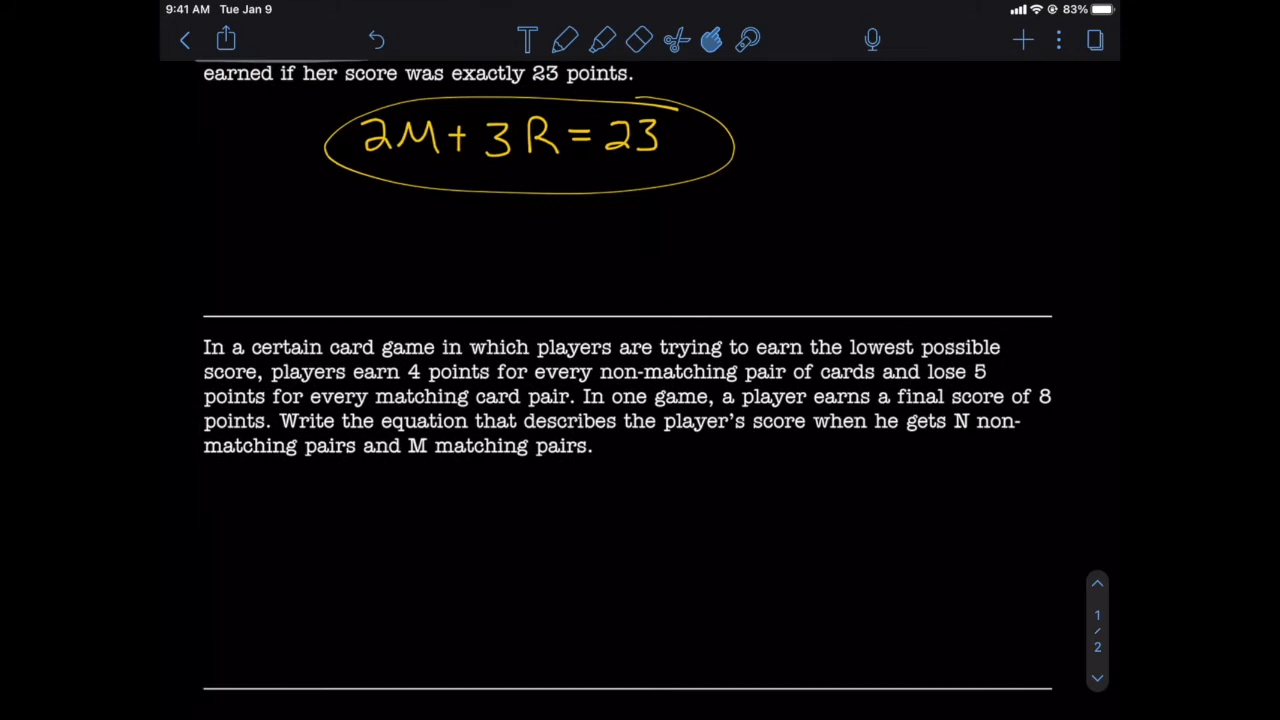 9:41 AM Tue Jan 9
83%
T
earned if her score was exactly 23 points.
2M + 3R = 23
In a certain card game in which players are trying to earn the lowest possible
score, players earn 4 points for every non-matching pair of cards and lose 5
points for every matching card pair. In one game, a player earns a final score of 8
points. Write the equation that describes the player's score when he gets N non-
matching pairs and M matching pairs.
1
/
2